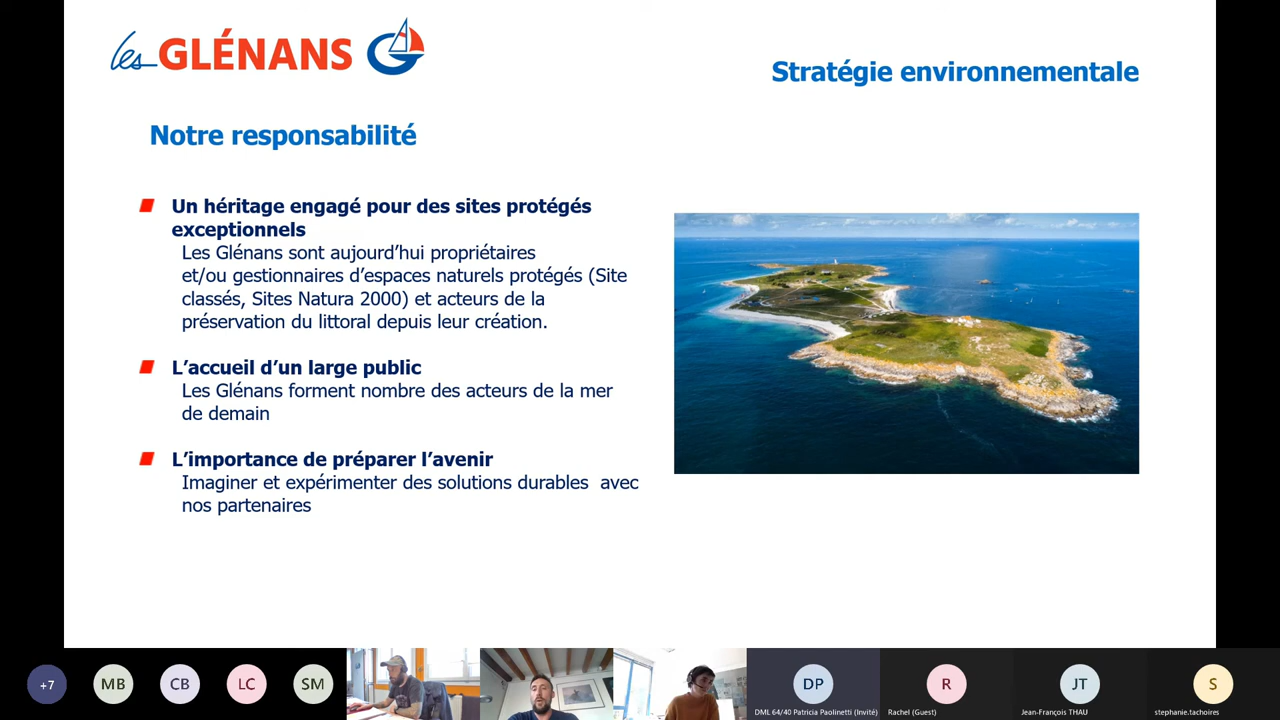 les GLÉNANS
Stratégie environnementale
Notre responsabilité
Un héritage engagé pour des sites protégés
exceptionnels
Les Glénans sont aujourd’hui propriétaires
et/ou gestionnaires d’espaces naturels protégés (Site
classés, Sites Natura 2000) et acteurs de la
préservation du littoral depuis leur création.
L’accueil d’un large public
Les Glénans forment nombre des acteurs de la mer
de demain
L’importance de préparer l’avenir
Imaginer et expérimenter des solutions durables avec
nos partenaires
+7
MB
CB
LC
SM
DP
R
JT
S
DML 64/40 Patricia Paolinetti (Invité)
Rachel (Guest)
Jean-François THAU
stephanie.tachoires